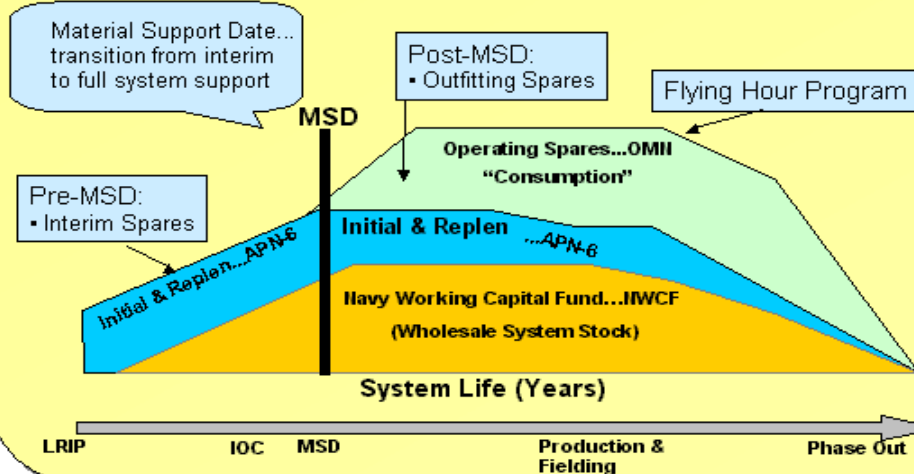 Material Support Date...
transition from interim
to full system support
Post-MSD:
▪ Outfitting Spares
Flying Hour Program
MSD
Operating Spares...OMN
“Consumption”
Pre-MSD:
▪ Interim Spares
Initial & Replen...APN-6
Initial & Replen ...APN-6
Navy Working Capital Fund...NWCF
(Wholesale System Stock)
System Life (Years)
LRIP IOC MSD Production & Phase Out
Fielding